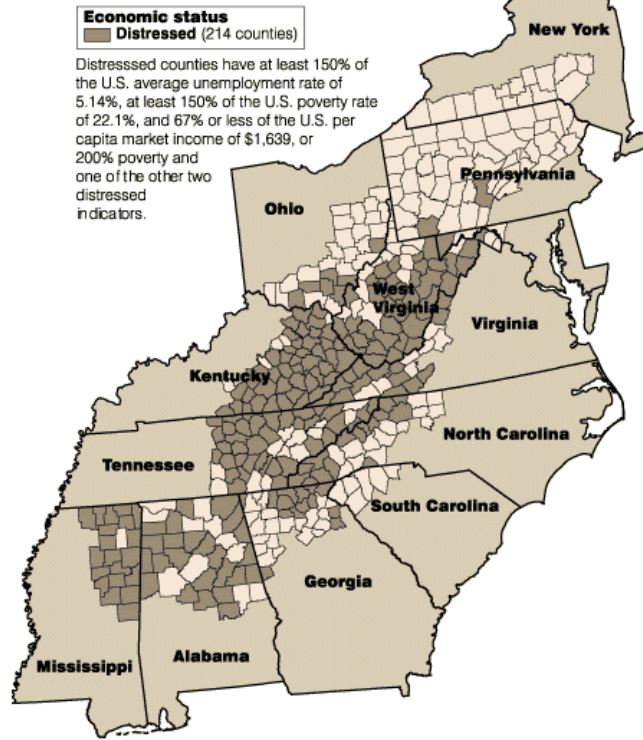 Economic status
Distressed (214 counties)
Distresssed counties have at least 150% of
the U.S. average unemployment rate of
5.14%, at least 150% of the U.S. poverty rate
of 22.1%, and 67% or less of the U.S. per
capita market income of $1,639, or
200% poverty and
one of the other two
distressed
indicators.
New York
Pennsylvania
Ohio
West
Virginia
Virginia
Kentucky
North Carolina
Tennessee
South Carolina
Georgia
Mississippi
Alabama